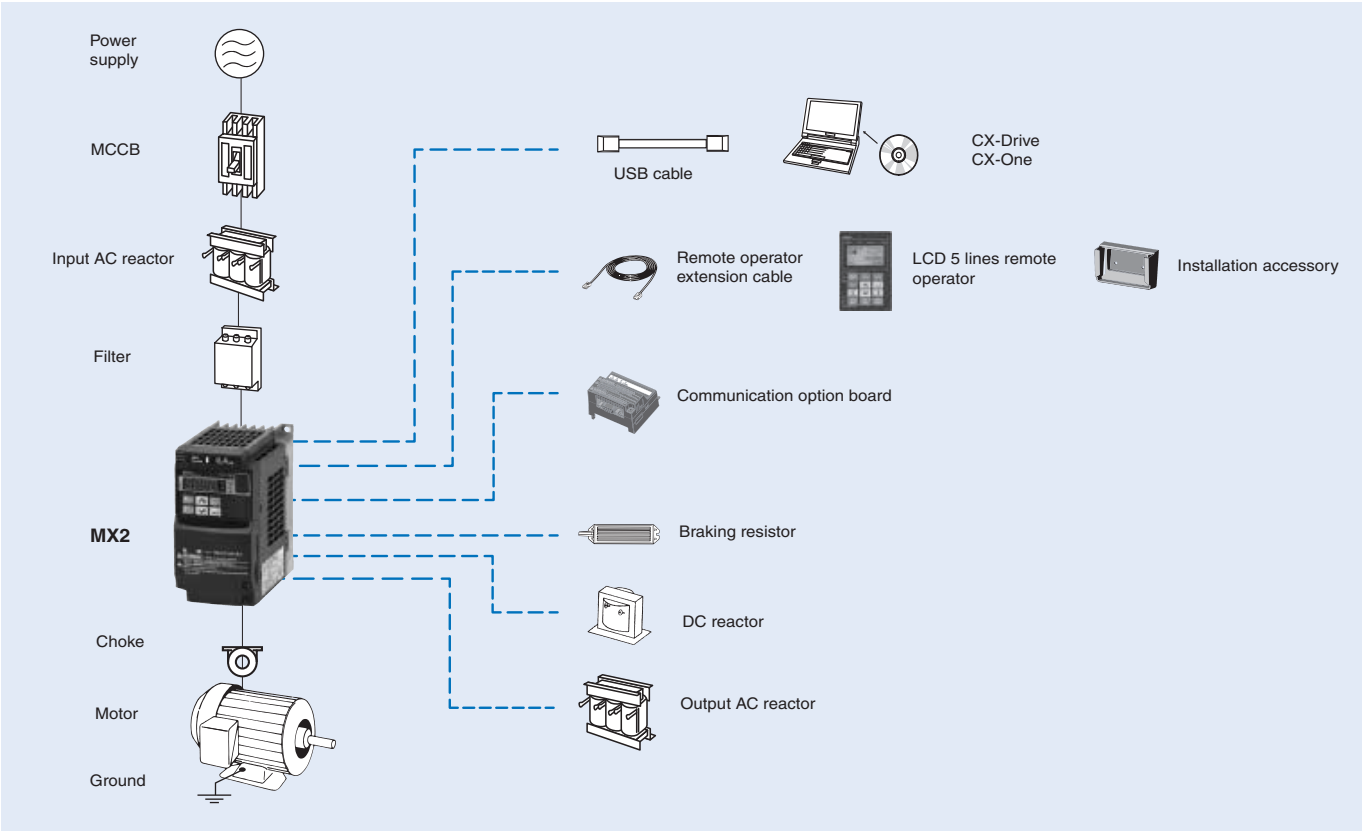 Power
supply
MCCB
USB cable
CX-Drive
CX-One
Input AC reactor
Remote operator
extension cable
LCD 5 lines remote
operator
Installation accessory
Filter
Communication option board
MX2
Braking resistor
DC reactor
Choke
Motor
Output AC reactor
Ground